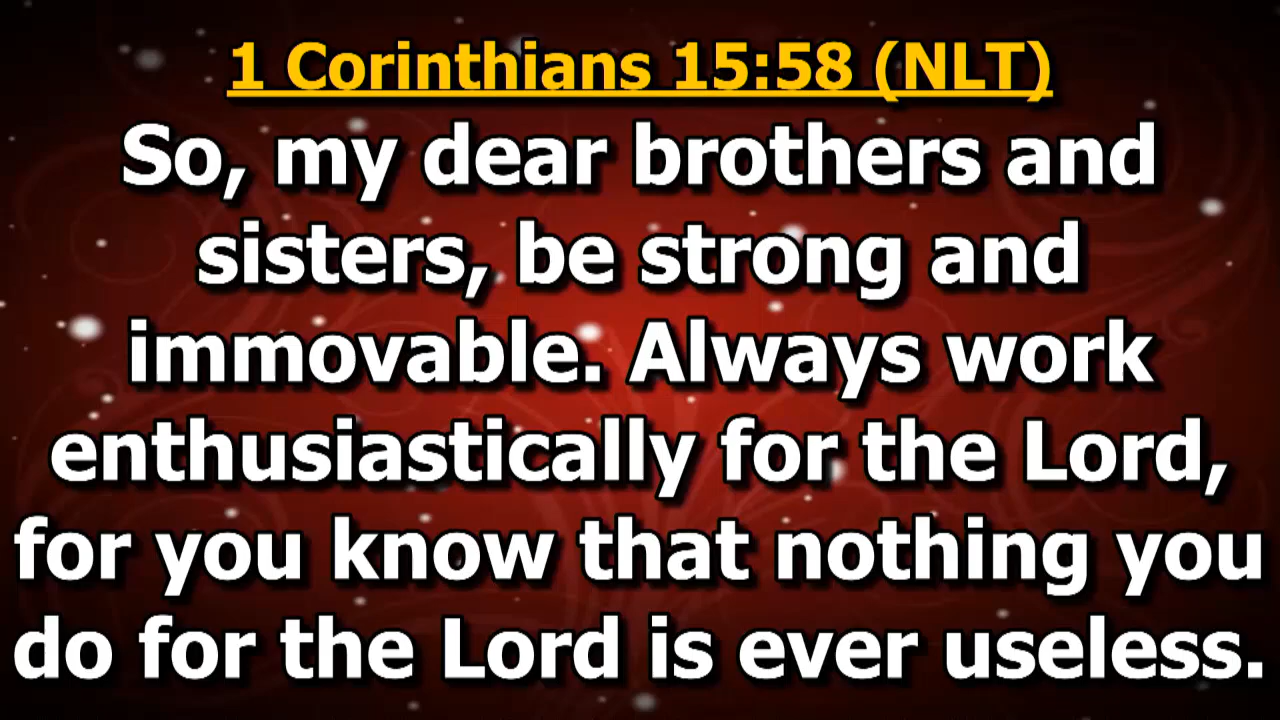 1 Corinthians 15:58 (NLT)
So, my dear brothers and
sisters, be strong and
immovable. Always work
enthusiastically for the Lord,
for you know that nothing you
do for the Lord is ever useless.